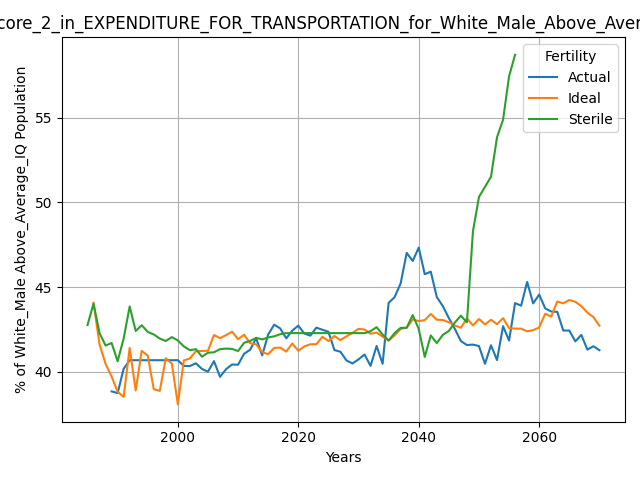 core_2_in_EXPENDITURE_FOR_TRANSPORTATION_for_White_Male_Above_Aver
% of White_Male Above_Average_IQ Population
55
50
45
40
Fertility
Actual
Ideal
Sterile
2000
2020
2040
2060
Years